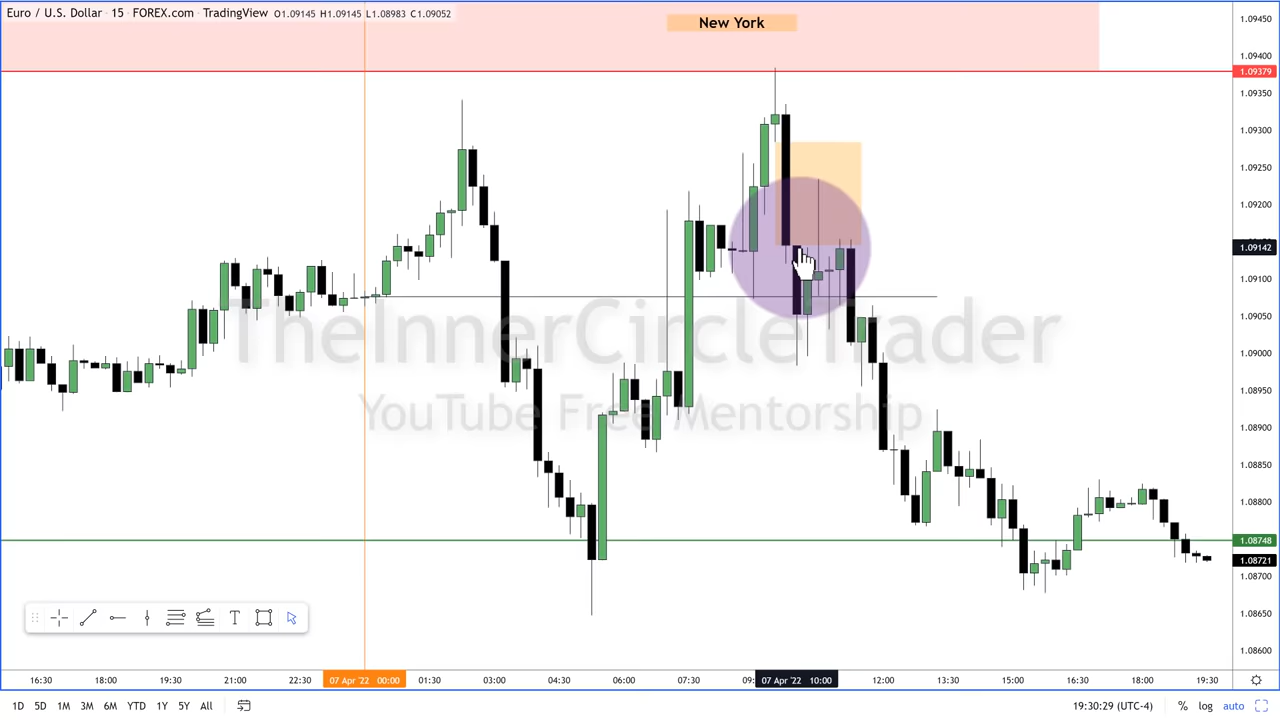 Euro / U.S. Dollar · 15 · FOREX.com · TradingView O1.09145 H1.09145 L1.08983 C1.09052
New York
1.09450
1.09400
1.09379
1.09350
1.09300
1.09250
1.09200
1.09142
1.09100
1.09050
1.09000
1.08950
1.08900
1.08850
1.08800
1.08748
1.08721
1.08700
1.08650
1.08600
TheInnerCircleTrader
YouTube Free Mentorship
T
16:30 18:00 19:30 21:00 22:30 07 Apr '22 00:00 01:30 03:00 04:30 06:00 07:30 09: 07 Apr '22 10:00 12:00 13:30 15:00 16:30 18:00 19:30
1D 5D 1M 3M 6M YTD 1Y 5Y All 19:30:29 (UTC-4) % log auto